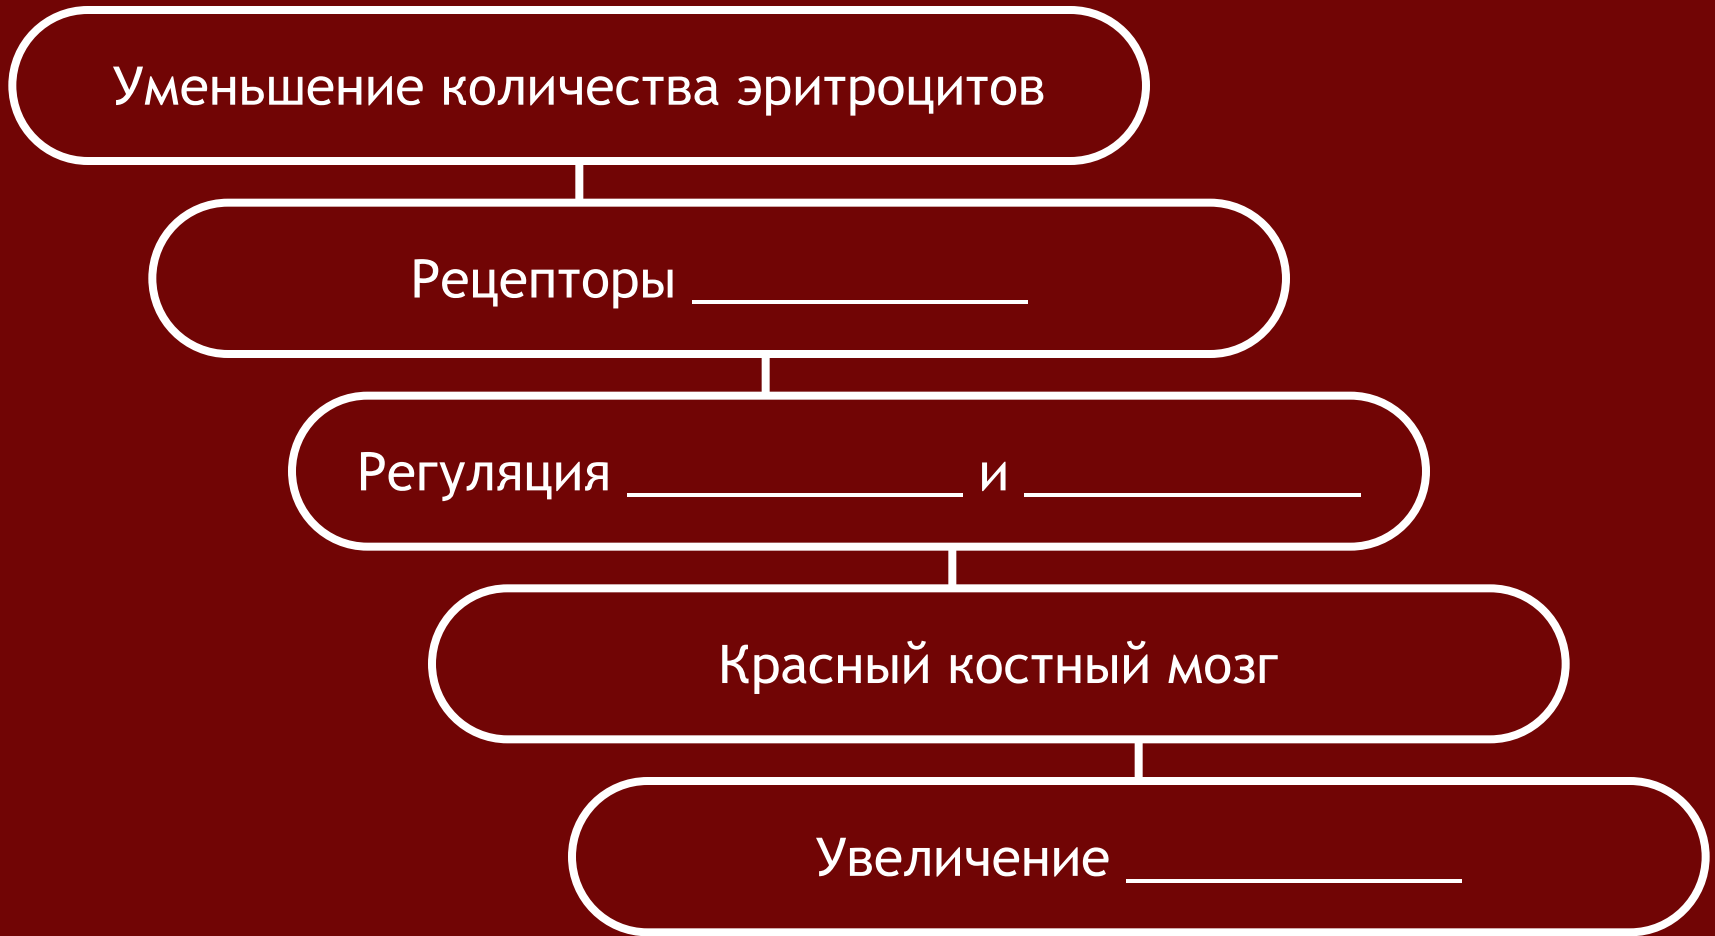 Уменьшение количества эритроцитов
Рецепторы ____________
Регуляция ____________ и ____________
Красный костный мозг
Увеличение ____________